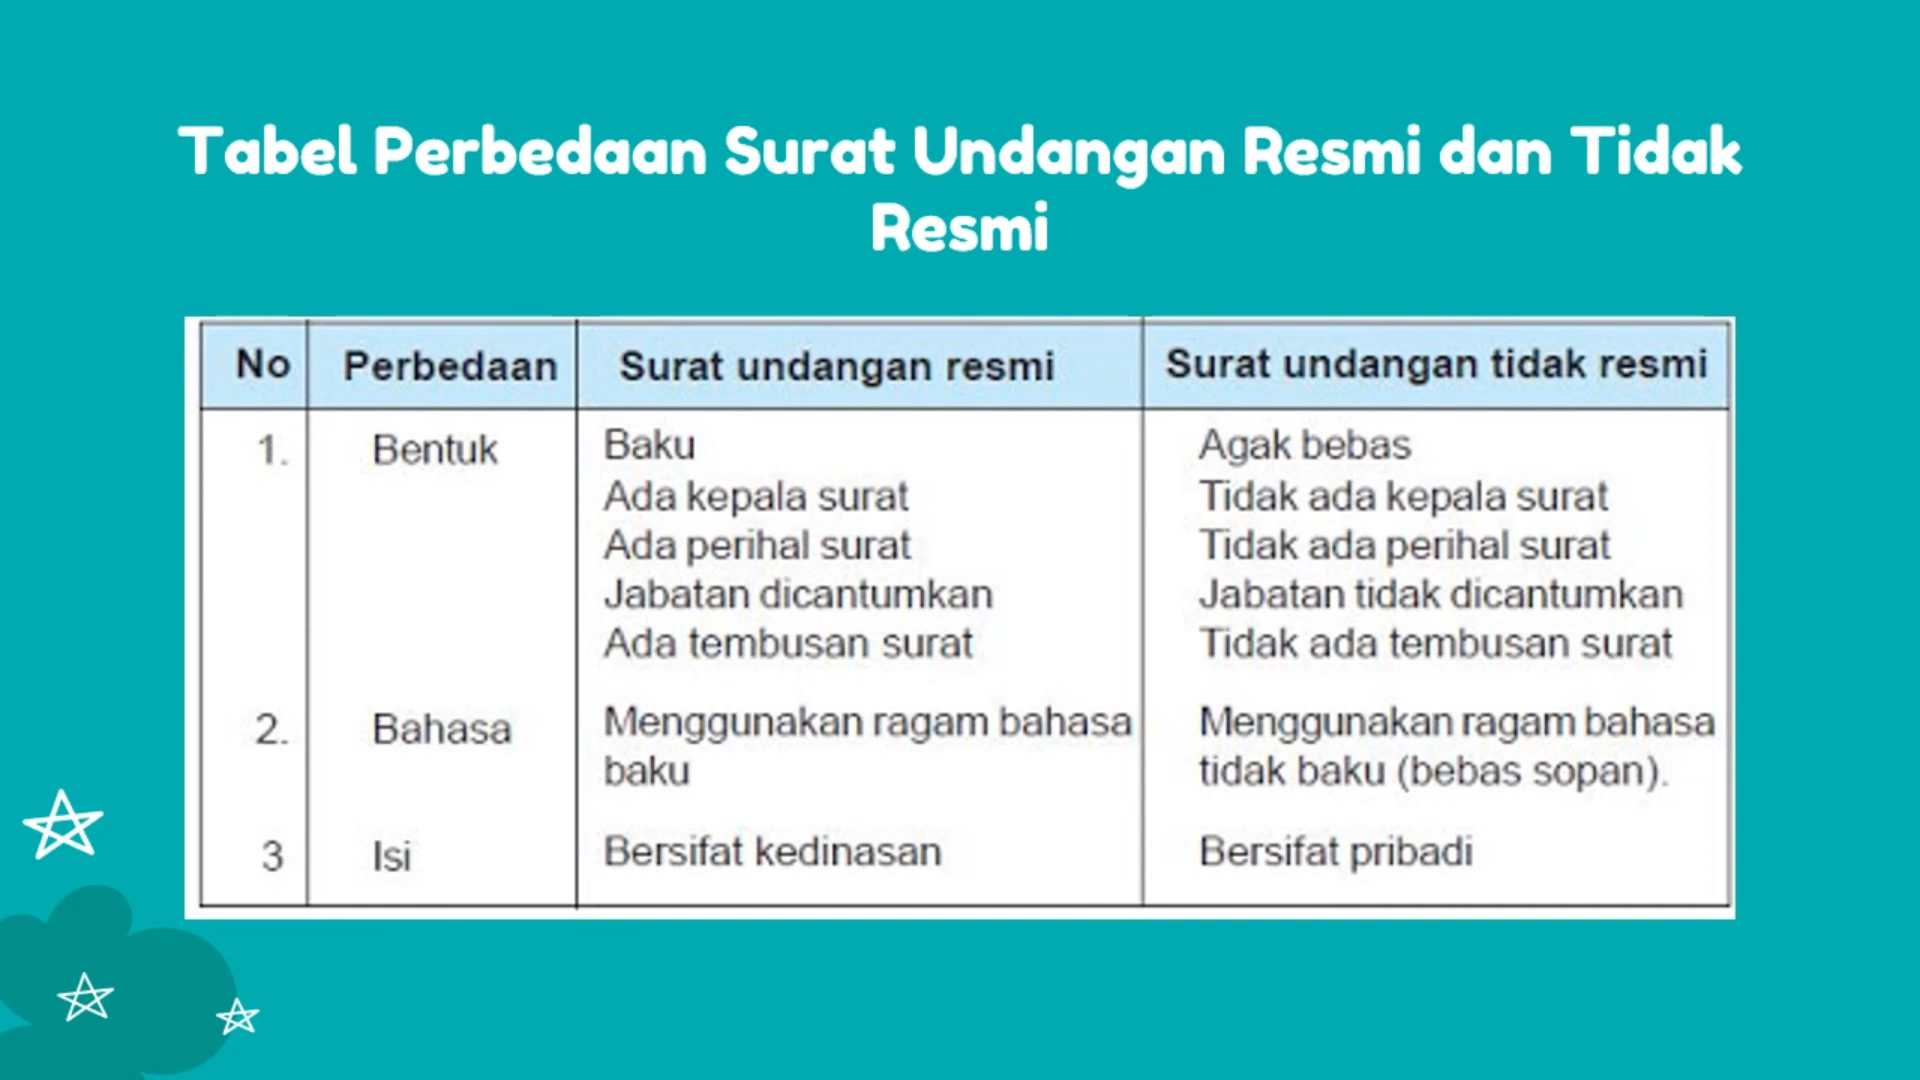 Tabel Perbedaan Surat Undangan Resmi dan Tidak
Resmi
No Perbedaan Surat undangan resmi Surat undangan tidak resmi
1. Bentuk Baku Agak bebas
Ada kepala surat Tidak ada kepala surat
Ada perihal surat Tidak ada perihal surat
Jabatan dicantumkan Jabatan tidak dicantumkan
Ada tembusan surat Tidak ada tembusan surat
2. Bahasa Menggunakan ragam bahasa Menggunakan ragam bahasa
baku tidak baku (bebas sopan).
3 Isi Bersifat kedinasan Bersifat pribadi